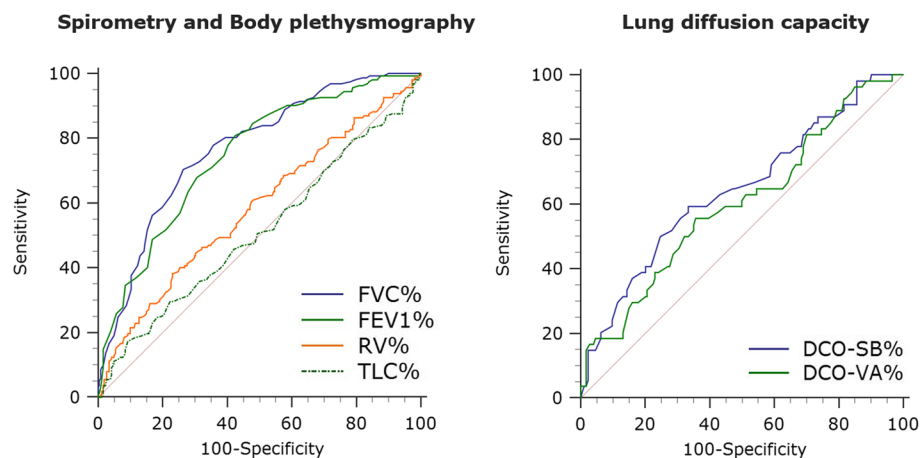 Spirometry and Body plethysmography
100
80
60
40
20
0
Sensitivity
FVC%
FEV1%
RV%
TLC%
0 20 40 60 80 100
100-Specificity
Lung diffusion capacity
100
80
60
40
20
0
Sensitivity
DCO-SB%
DCO-VA%
0 20 40 60 80 100
100-Specificity